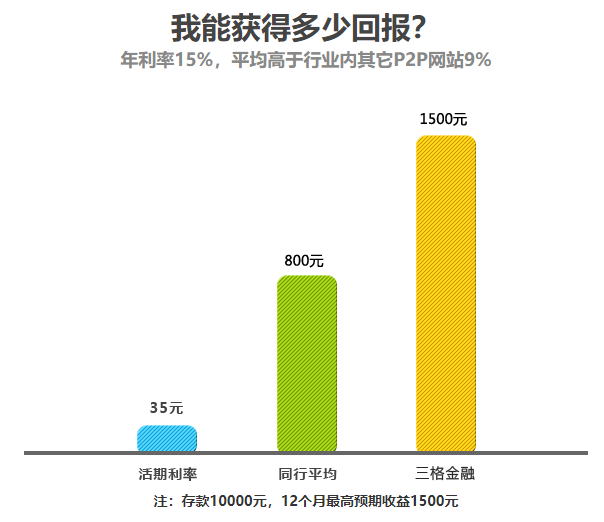 我能获得多少回报？
年利率15%，平均高于行业内其它P2P网站9%
1500元
800元
35元
活期利率
同行平均
三格金融
注：存款10000元，12个月最高预期收益1500元